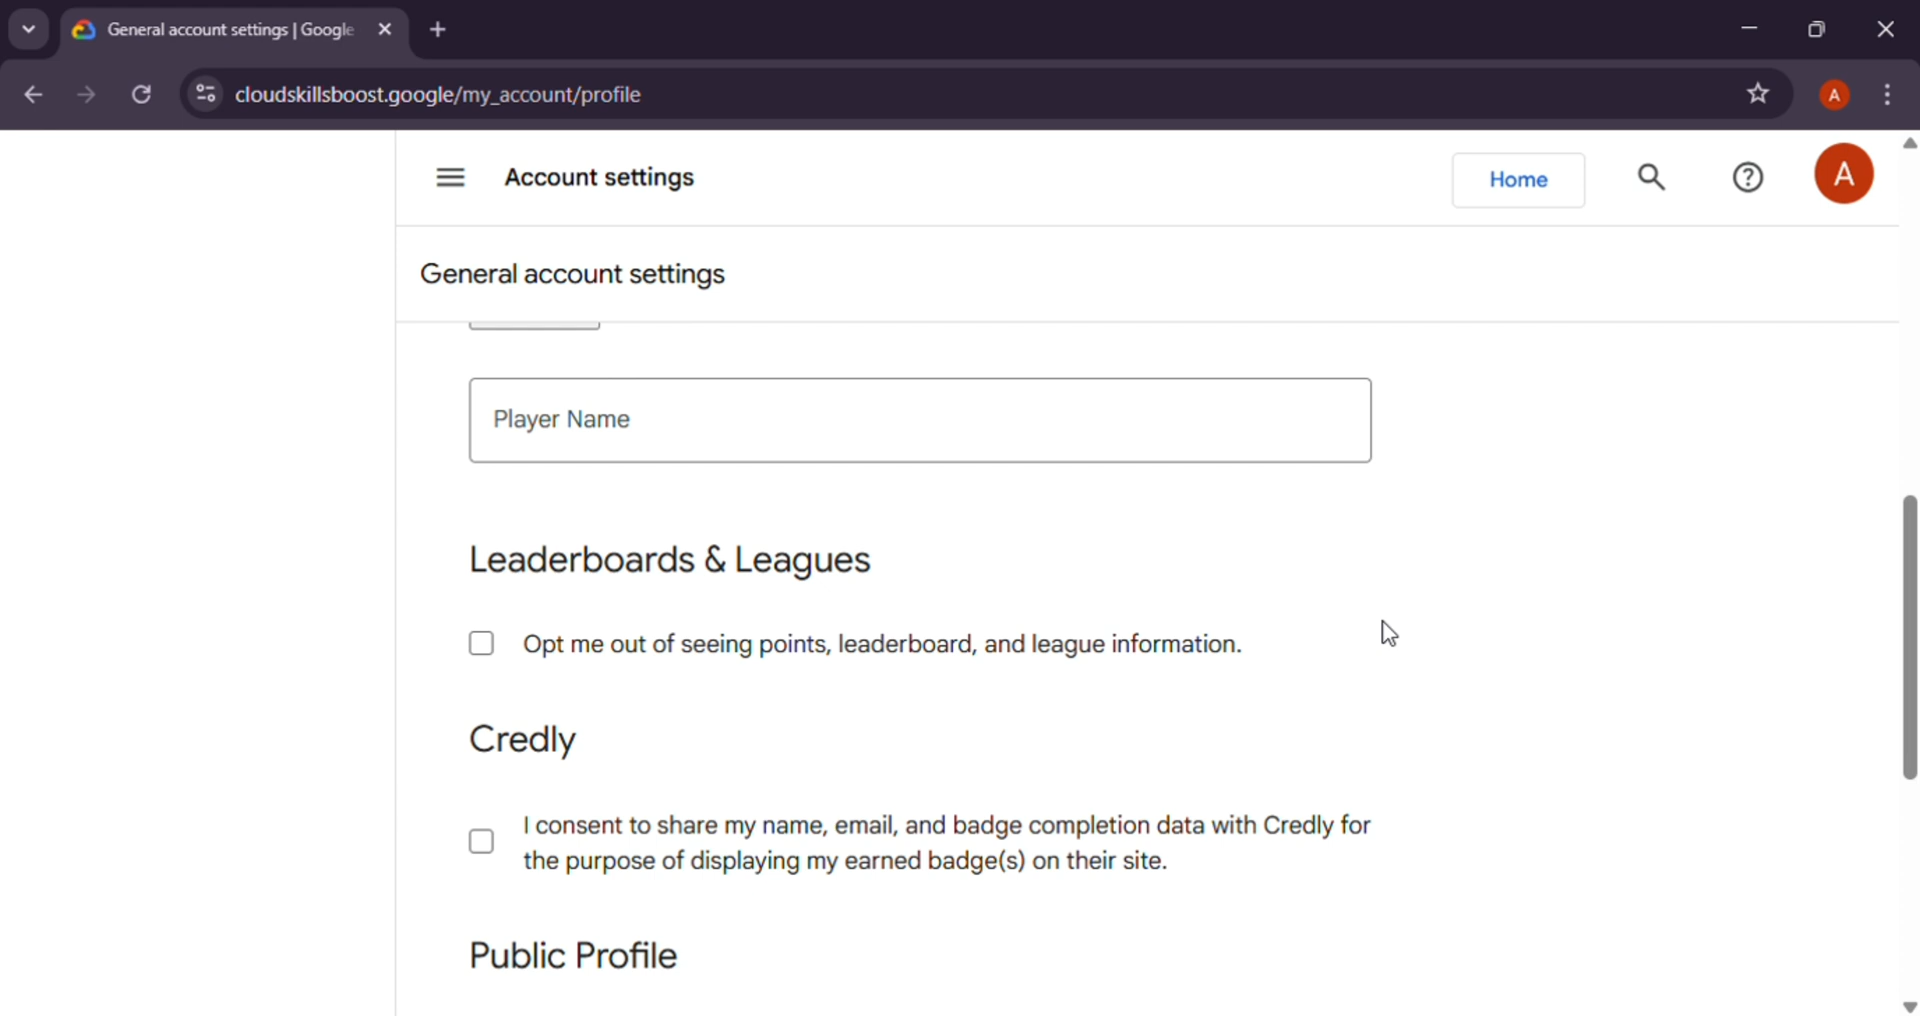 General account settings | Google
cloudskillsboost.google/my_account/profile
A
Account settings
Home
A
General account settings
Player Name
Leaderboards & Leagues
Opt me out of seeing points, leaderboard, and league information.
Credly
I consent to share my name, email, and badge completion data with Credly for
the purpose of displaying my earned badge(s) on their site.
Public Profile